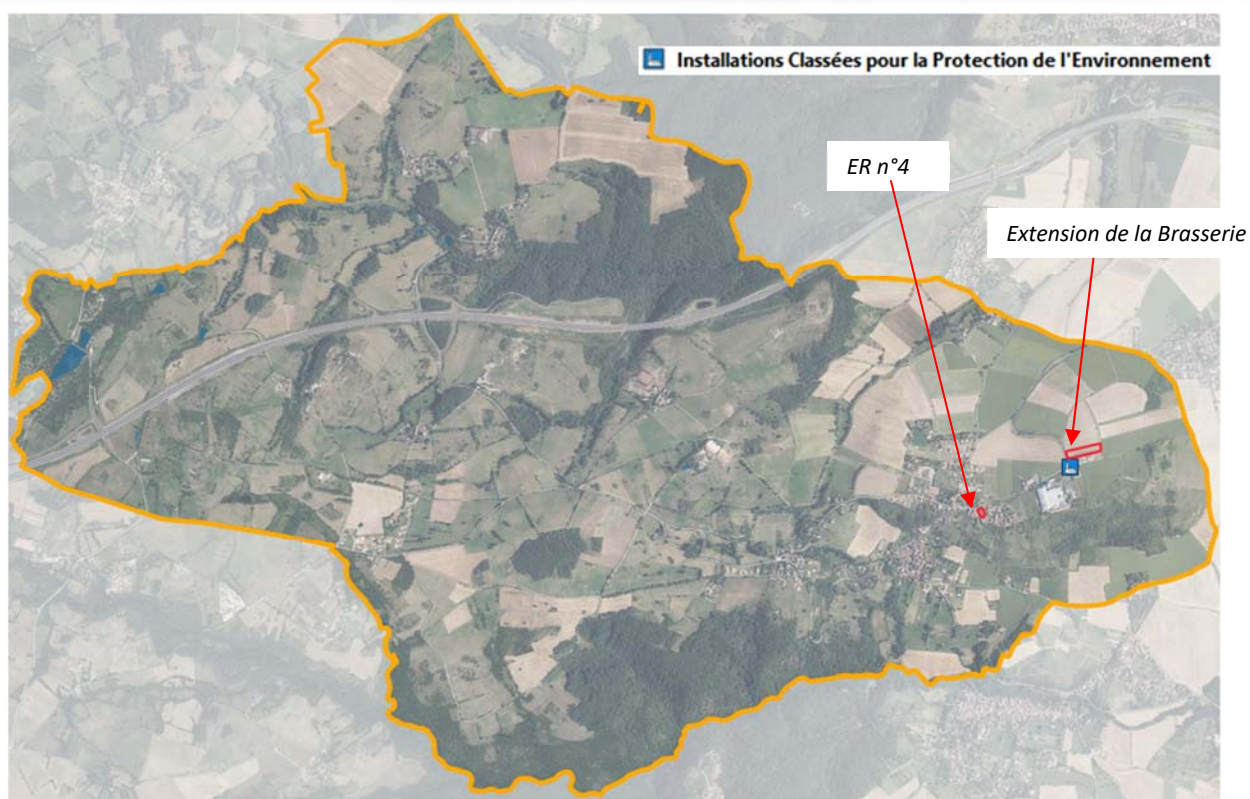 Installations Classées pour la Protection de l'Environnement
ER n°4
Extension de la Brasserie